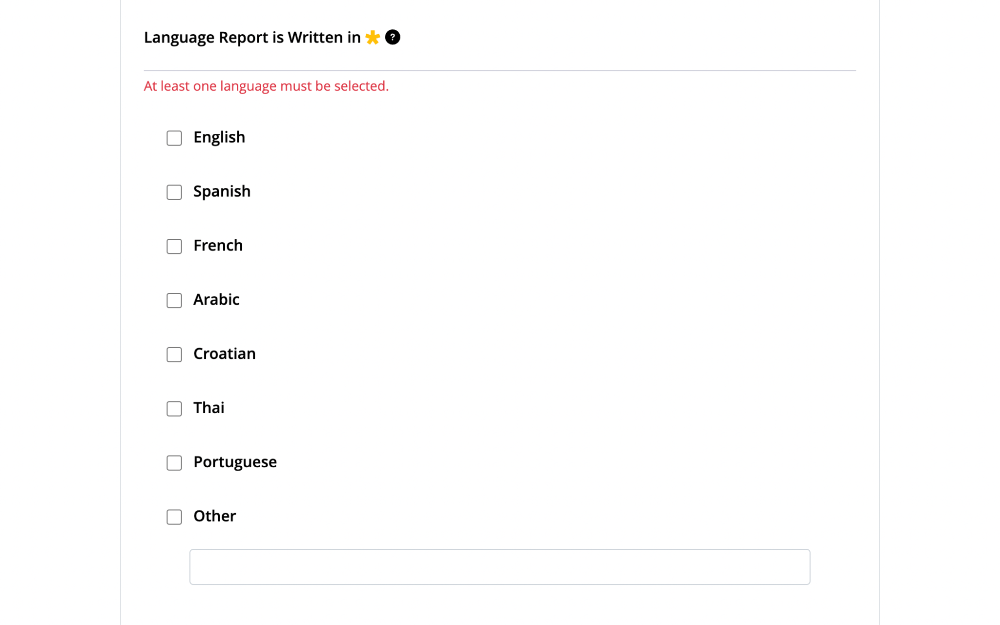 Language Report is Written in * ?
At least one language must be selected.
English
Spanish
French
Arabic
Croatian
Thai
Portuguese
Other